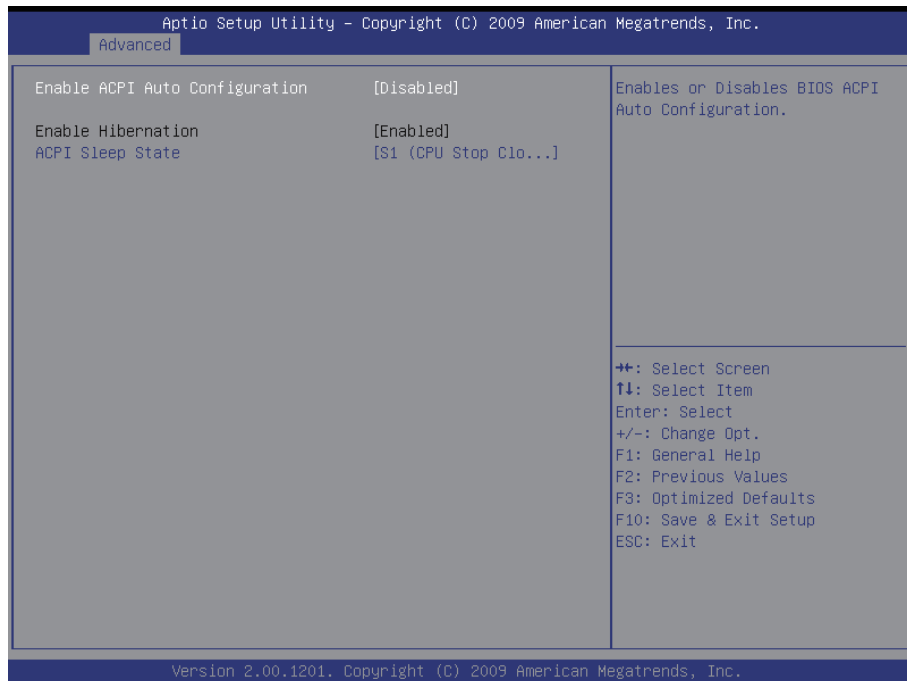 Aptio Setup Utility – Copyright (C) 2009 American Megatrends, Inc.
Advanced
Enable ACPI Auto Configuration [Disabled]
Enable Hibernation [Enabled]
ACPI Sleep State [S1 (CPU Stop Clo...]
Enables or Disables BIOS ACPI
Auto Configuration.
→←: Select Screen
↑↓: Select Item
Enter: Select
+/-: Change Opt.
F1: General Help
F2: Previous Values
F3: Optimized Defaults
F10: Save & Exit Setup
ESC: Exit
Version 2.00.1201. Copyright (C) 2009 American Megatrends, Inc.